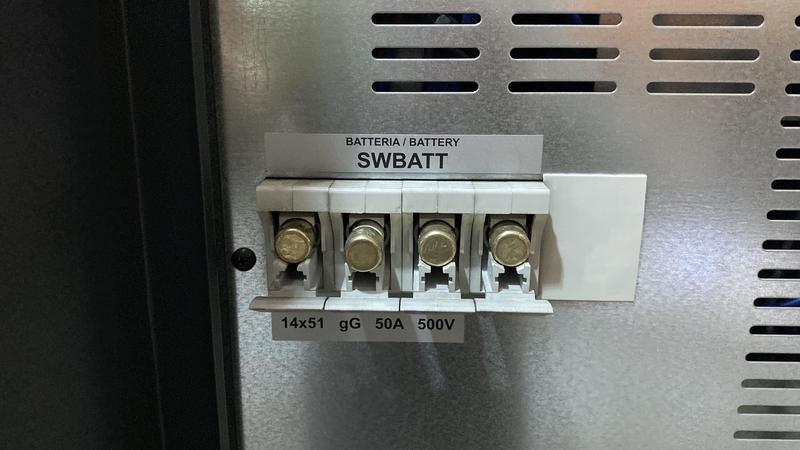 BATTERIA / BATTERY
SWBATT
14x51 gG 50A 500V